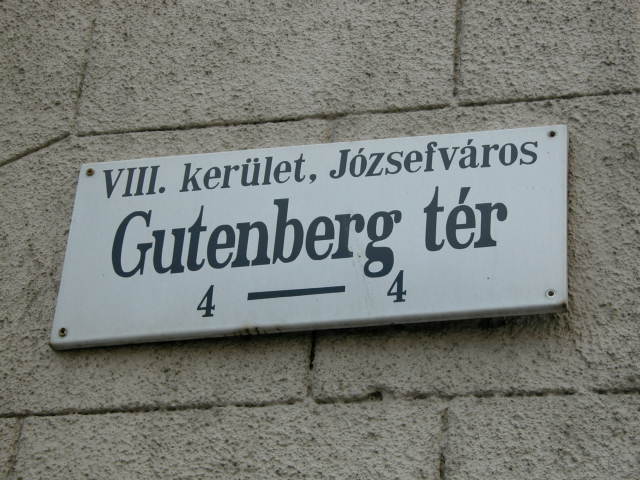 VIII. kerület, Józsefváros
Gutenberg tér
4 — 4